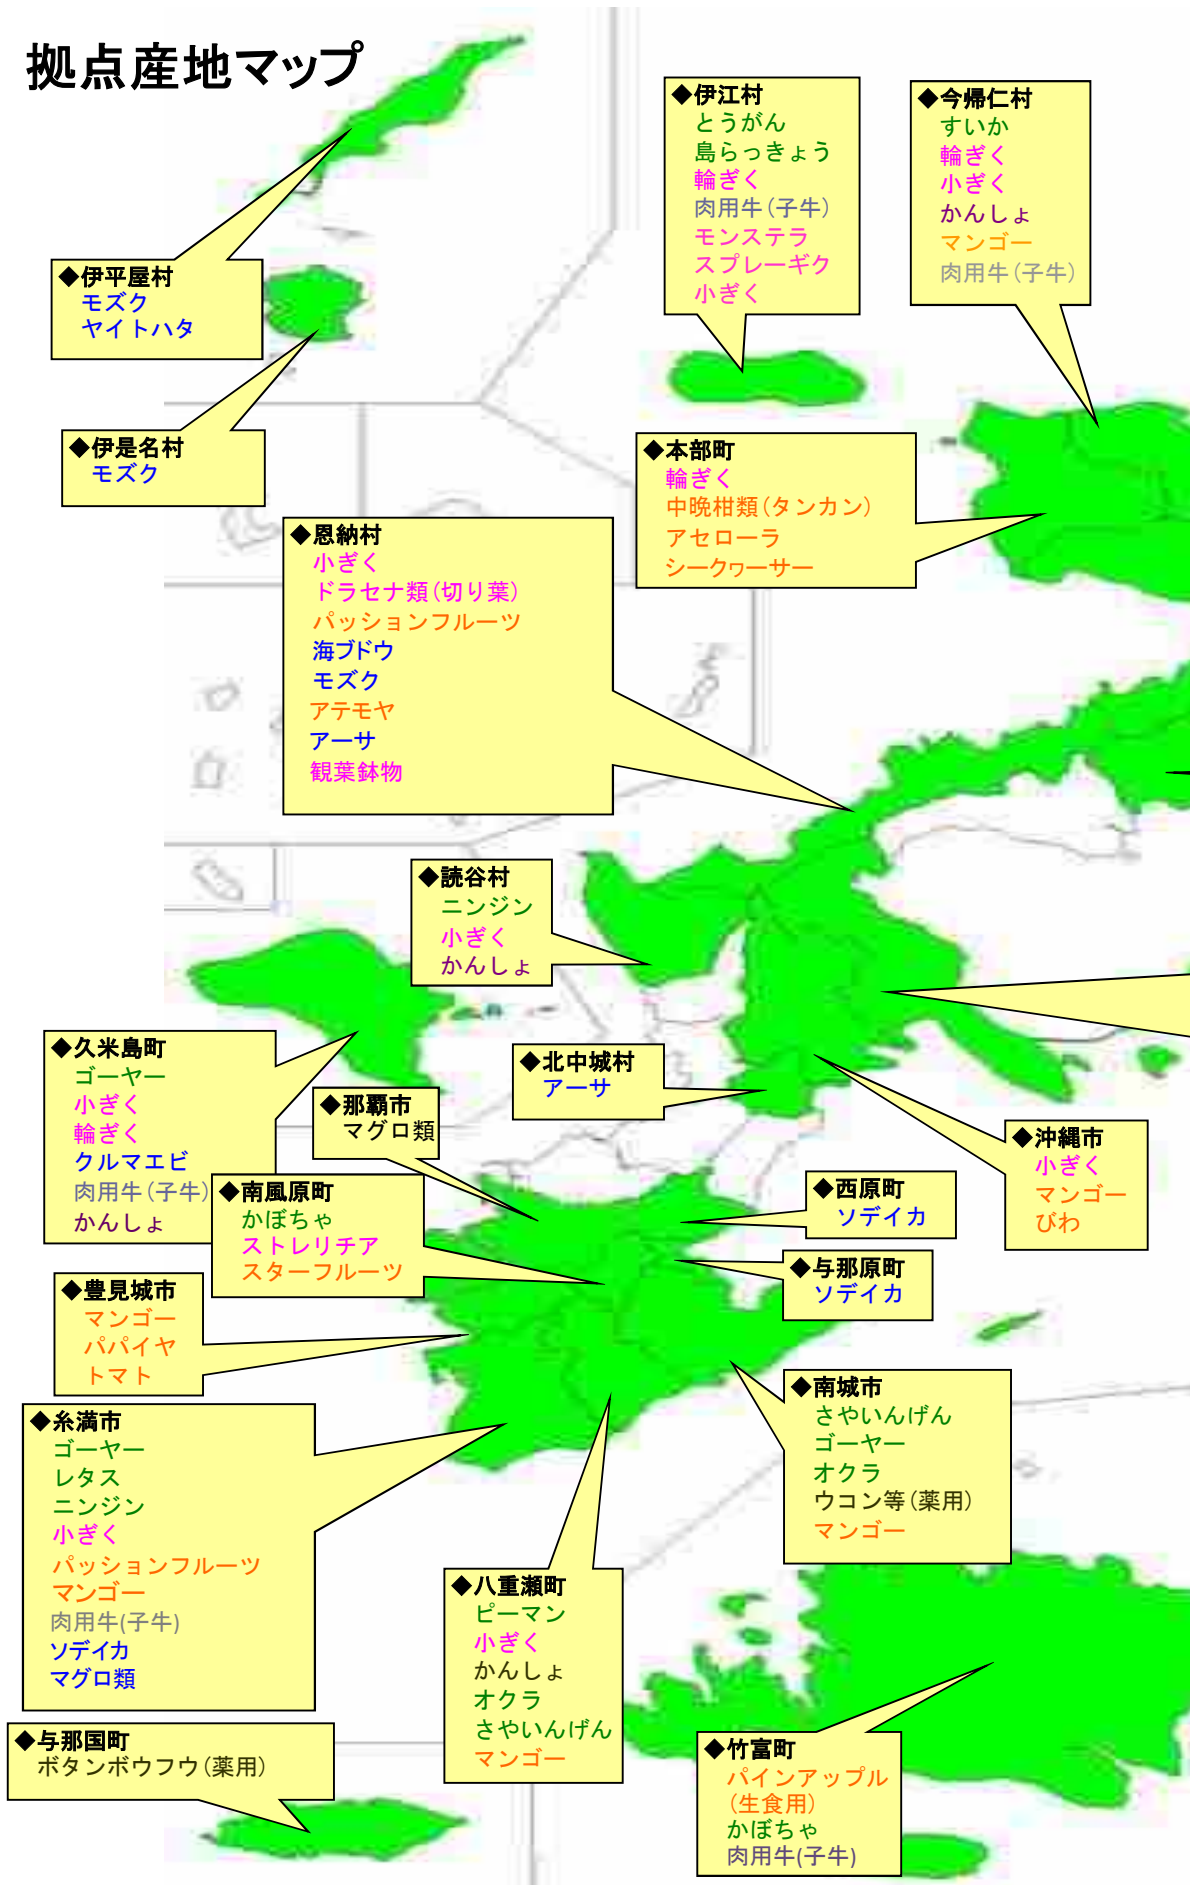 拠点産地マップ
◆伊江村
とうがん
島らっきょう
輪ぎく
肉用牛(子牛)
モンステラ
スプレーギク
小ぎく
◆今帰仁村
すいか
輪ぎく
小ぎく
かんしょ
マンゴー
肉用牛(子牛)
◆伊平屋村
モズク
ヤイトハタ
◆伊是名村
モズク
◆本部町
輪ぎく
中晩柑類(タンカン)
アセローラ
シークヮーサー
◆恩納村
小ぎく
ドラセナ類(切り葉)
パッションフルーツ
海ブドウ
モズク
アテモヤ
アーサ
観葉鉢物
◆読谷村
ニンジン
小ぎく
かんしょ
◆久米島町
ゴーヤー
小ぎく
輪ぎく
クルマエビ
肉用牛(子牛)
かんしょ
◆北中城村
アーサ
◆那覇市
マグロ類
◆沖縄市
小ぎく
マンゴー
びわ
◆南風原町
かぼちゃ
ストレリチア
スターフルーツ
◆西原町
ソデイカ
◆与那原町
ソデイカ
◆豊見城市
マンゴー
パパイヤ
トマト
◆南城市
さやいんげん
ゴーヤー
オクラ
ウコン等(薬用)
マンゴー
◆糸満市
ゴーヤー
レタス
ニンジン
小ぎく
パッションフルーツ
マンゴー
肉用牛(子牛)
ソデイカ
マグロ類
◆八重瀬町
ピーマン
小ぎく
かんしょ
オクラ
さやいんげん
マンゴー
◆与那国町
ボタンボウフウ(薬用)
◆竹富町
パインアップル
(生食用)
かぼちゃ
肉用牛(子牛)